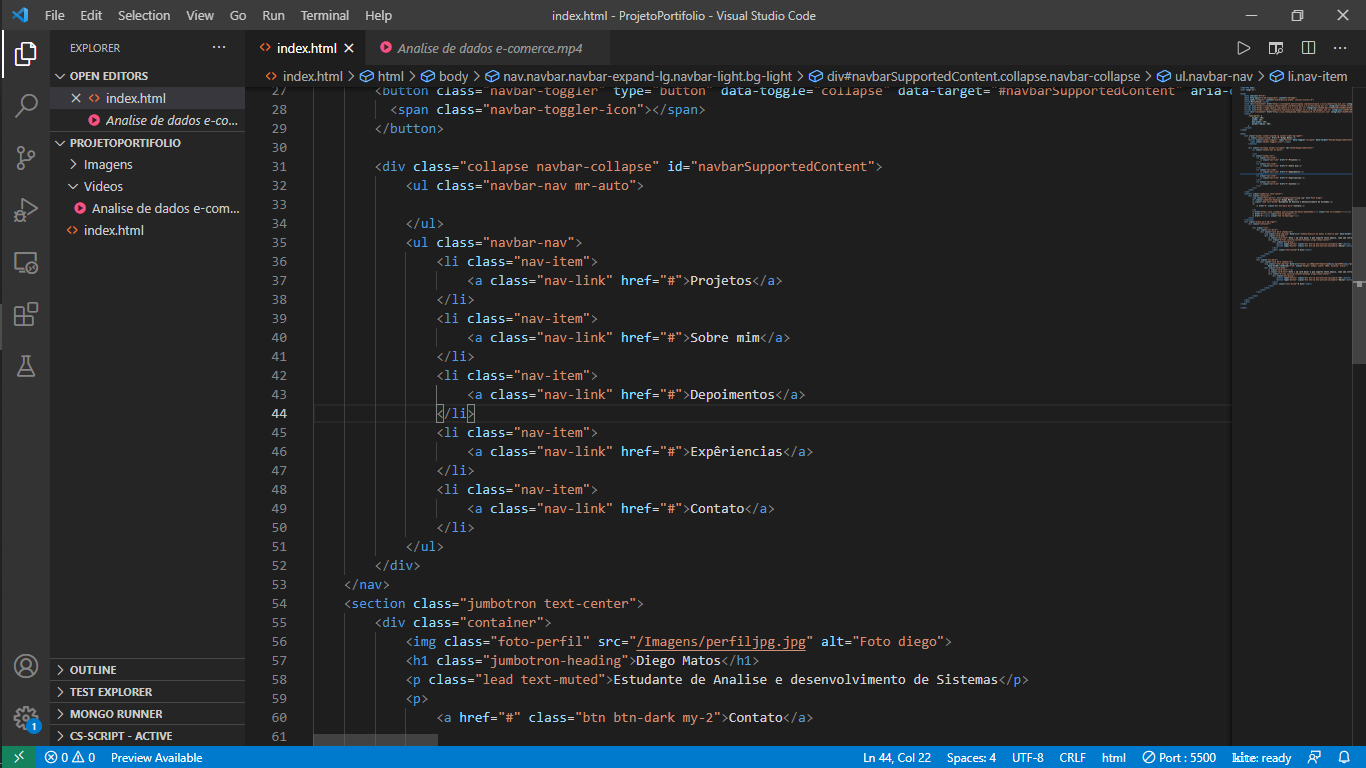 File Edit Selection View Go Run Terminal Help index.html - ProjetoPortifolio - Visual Studio Code
EXPLORER
OPEN EDITORS
index.html
Analise de dados e-co...
PROJETOPORTIFOLIO
Imagens
Videos
Analise de dados e-com...
index.html
OUTLINE
TEST EXPLORER
MONGO RUNNER
CS-SCRIPT - ACTIVE
1
index.html Analise de dados e-comerce.mp4
index.html > html > body > nav.navbar.navbar-expand-lg.navbar-light.bg-light > div#navbarSupportedContent.collapse.navbar-collapse > ul.navbar-nav > li.nav-item
27 <button class="navbar-toggler" type="button" data-toggle="collapse" data-target="#navbarSupportedContent" aria-c
28 <span class="navbar-toggler-icon"></span>
29 </button>
30
31 <div class="collapse navbar-collapse" id="navbarSupportedContent">
32 <ul class="navbar-nav mr-auto">
33
34 </ul>
35 <ul class="navbar-nav">
36 <li class="nav-item">
37 <a class="nav-link" href="#">Projetos</a>
38 </li>
39 <li class="nav-item">
40 <a class="nav-link" href="#">Sobre mim</a>
41 </li>
42 <li class="nav-item">
43 <a class="nav-link" href="#">Depoimentos</a>
44 </li>
45 <li class="nav-item">
46 <a class="nav-link" href="#">Expêriencias</a>
47 </li>
48 <li class="nav-item">
49 <a class="nav-link" href="#">Contato</a>
50 </li>
51 </ul>
52 </div>
53 </nav>
54 <section class="jumbotron text-center">
55 <div class="container">
56 <img class="foto-perfil" src="/Imagens/perfiljpg.jpg" alt="Foto diego">
57 <h1 class="jumbotron-heading">Diego Matos</h1>
58 <p class="lead text-muted">Estudante de Analise e desenvolvimento de Sistemas</p>
59 <p>
60 <a href="#" class="btn btn-dark my-2">Contato</a>
61
0 0 Preview Available Ln 44, Col 22 Spaces: 4 UTF-8 CRLF html Port : 5500 kite: ready